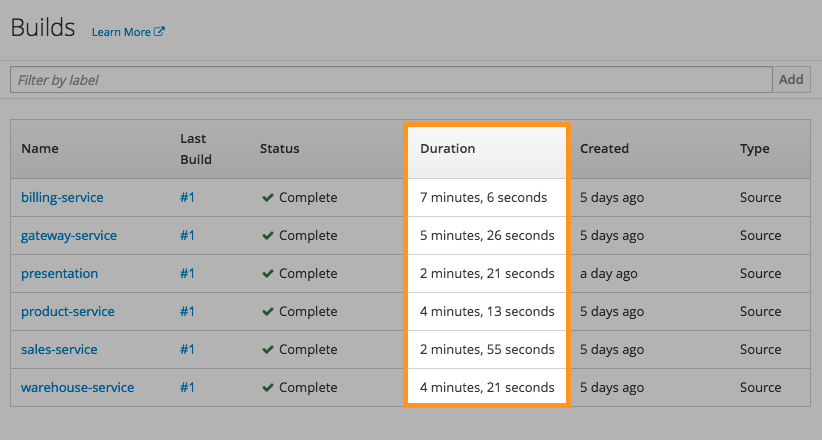 Builds Learn More
Filter by label Add
Name Last Build Status Duration Created Type
billing-service #1 Complete 7 minutes, 6 seconds 5 days ago Source
gateway-service #1 Complete 5 minutes, 26 seconds 5 days ago Source
presentation #1 Complete 2 minutes, 21 seconds a day ago Source
product-service #1 Complete 4 minutes, 13 seconds 5 days ago Source
sales-service #1 Complete 2 minutes, 55 seconds 5 days ago Source
warehouse-service #1 Complete 4 minutes, 21 seconds 5 days ago Source